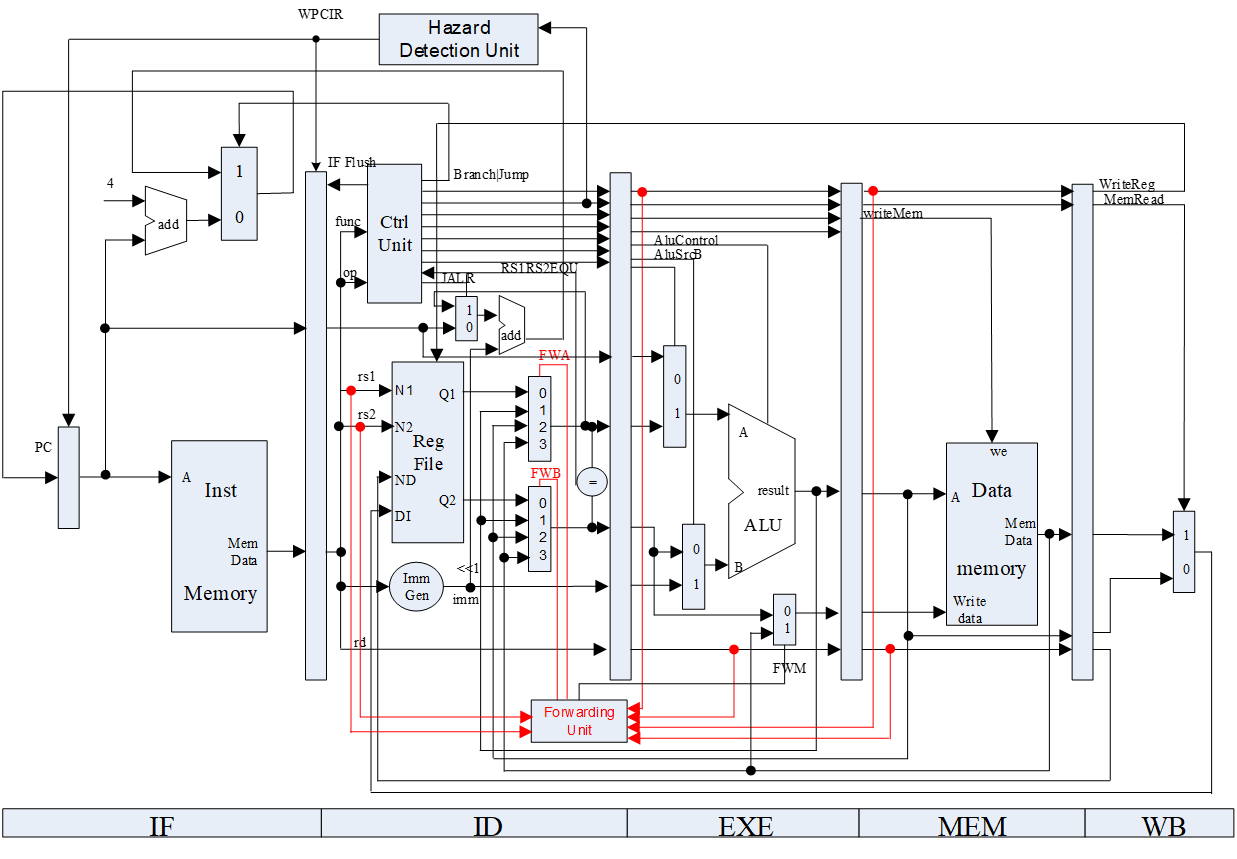 WPCIR
Hazard
Detection Unit
IF Flush
Branch|Jump
WriteReg
MemRead
4
1
0
add
func
Ctrl
Unit
writeMem
AluControl
AluSrcB
op
RS1RS2EQU
JALR
1
0
add
FWA
rs1
N1
Q1
0
1
2
3
0
1
rs2
N2
Reg
File
A
PC
A
Inst
Mem
Data
Memory
ND
DI
Q2
FWB
0
1
2
3
=
result
ALU
B
0
1
we
A
Data
Mem
Data
memory
Write
data
1
0
Imm
Gen
<<1
imm
0
1
rd
FWM
Forwarding
Unit
IF
ID
EXE
MEM
WB